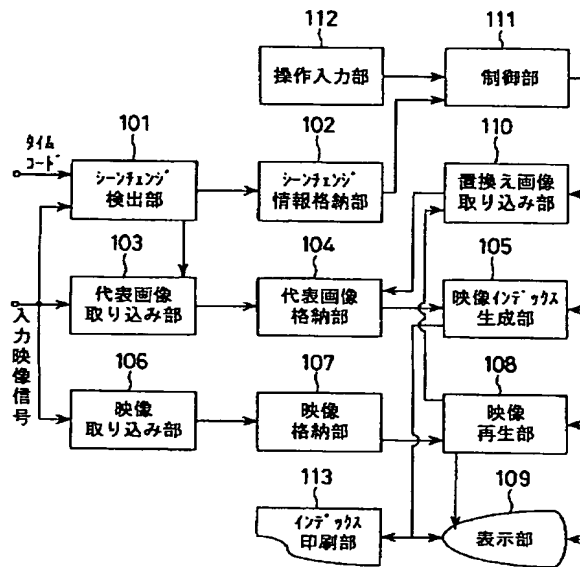 112
操作入力部
111
制御部
タイム
コード
101
シーンチェンジ
検出部
102
シーンチェンジ
情報格納部
110
置換え画像
取り込み部
103
代表画像
取り込み部
104
代表画像
格納部
105
映像インデックス
生成部
入力映像信号
106
映像
取り込み部
107
映像
格納部
108
映像
再生部
113
インデックス
印刷部
109
表示部